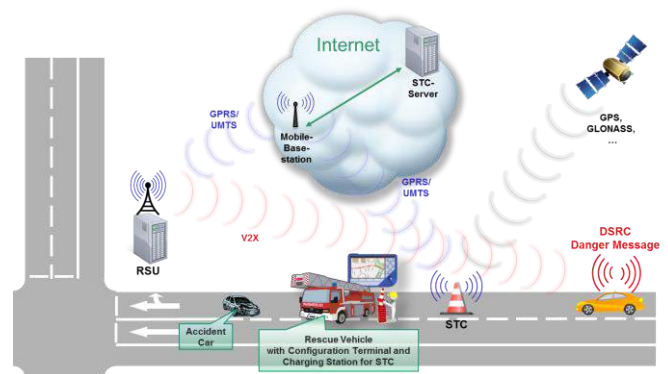 Internet
STC-
Server
GPRS/
UMTS
Mobile-
Base-
station
GPS,
GLONASS,
...
GPRS/
UMTS
V2X
DSRC
Danger Message
RSU
STC
Accident
Car
Rescue Vehicle
with Configuration Terminal and
Charging Station for STC